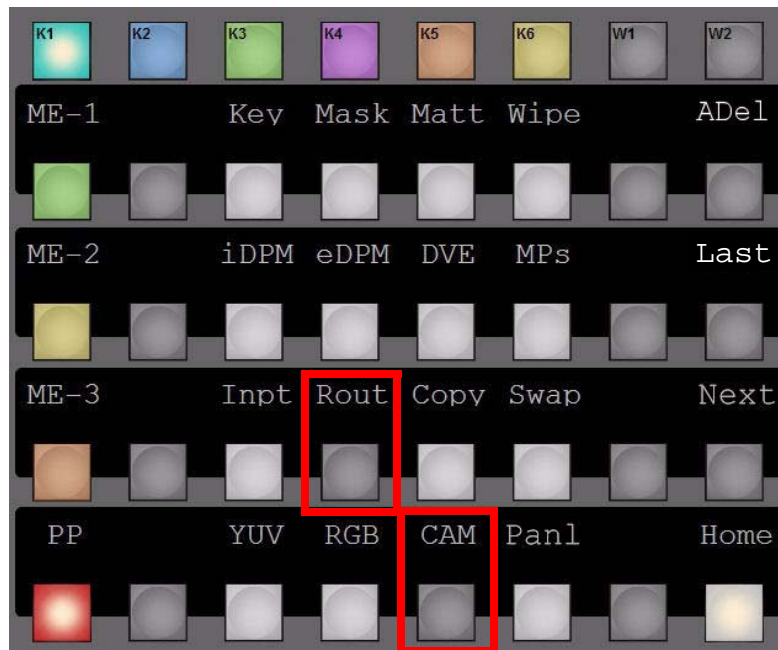 K1 K2 K3 K4 K5 K6 W1 W2
ME-1 Key Mask Matt Wipe ADel
ME-2 iDPM eDPM DVE MPs Last
ME-3 Inpt Rout Copy Swap Next
PP YUV RGB CAM Panl Home